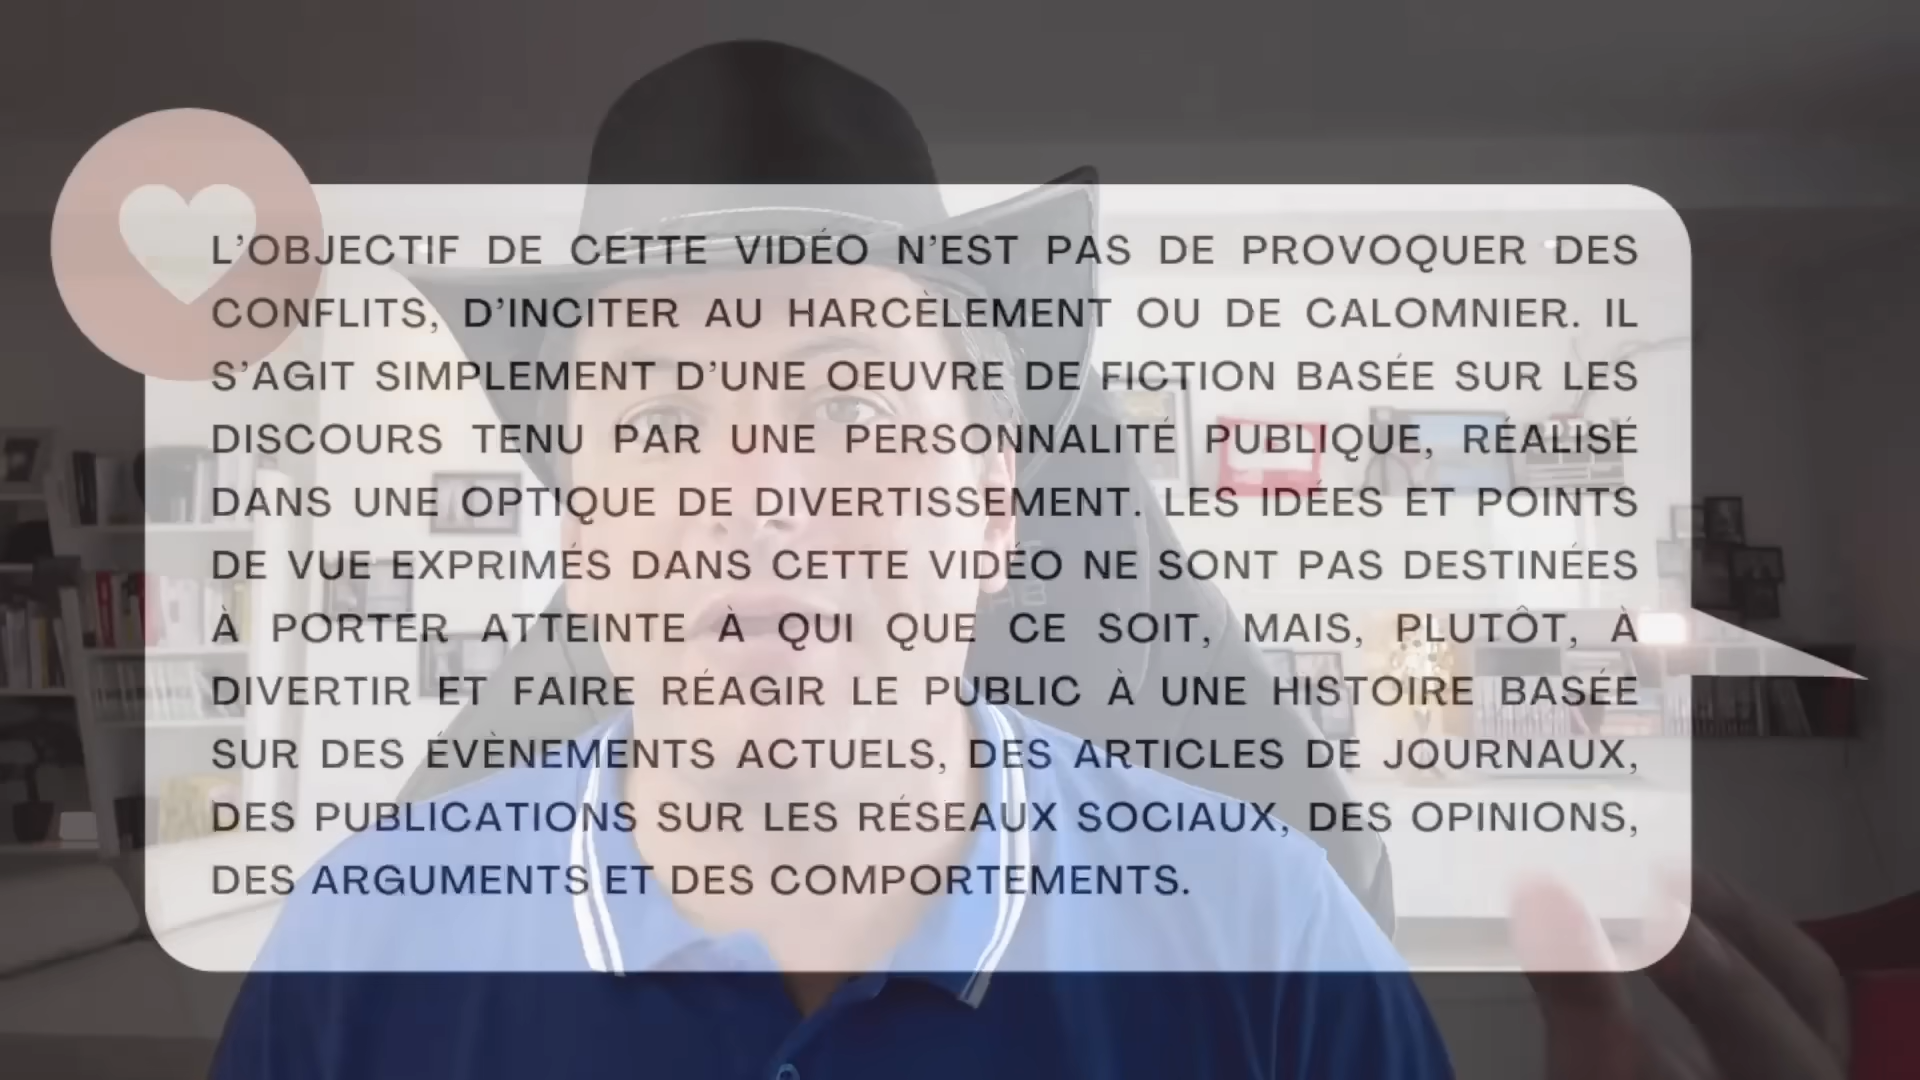 L'OBJECTIF DE CETTE VIDÉO N'EST PAS DE PROVOQUER DES
CONFLITS, D'INCITER AU HARCÈLEMENT OU DE CALOMNIER. IL
S'AGIT SIMPLEMENT D'UNE OEUVRE DE FICTION BASÉE SUR LES
DISCOURS TENU PAR UNE PERSONNALITÉ PUBLIQUE, RÉALISÉ
DANS UNE OPTIQUE DE DIVERTISSEMENT. LES IDÉES ET POINTS
DE VUE EXPRIMÉS DANS CETTE VIDÉO NE SONT PAS DESTINÉES
À PORTER ATTEINTE À QUI QUE CE SOIT, MAIS, PLUTÔT, À
DIVERTIR ET FAIRE RÉAGIR LE PUBLIC À UNE HISTOIRE BASÉE
SUR DES ÉVÈNEMENTS ACTUELS, DES ARTICLES DE JOURNAUX,
DES PUBLICATIONS SUR LES RÉSEAUX SOCIAUX, DES OPINIONS,
DES ARGUMENTS ET DES COMPORTEMENTS.